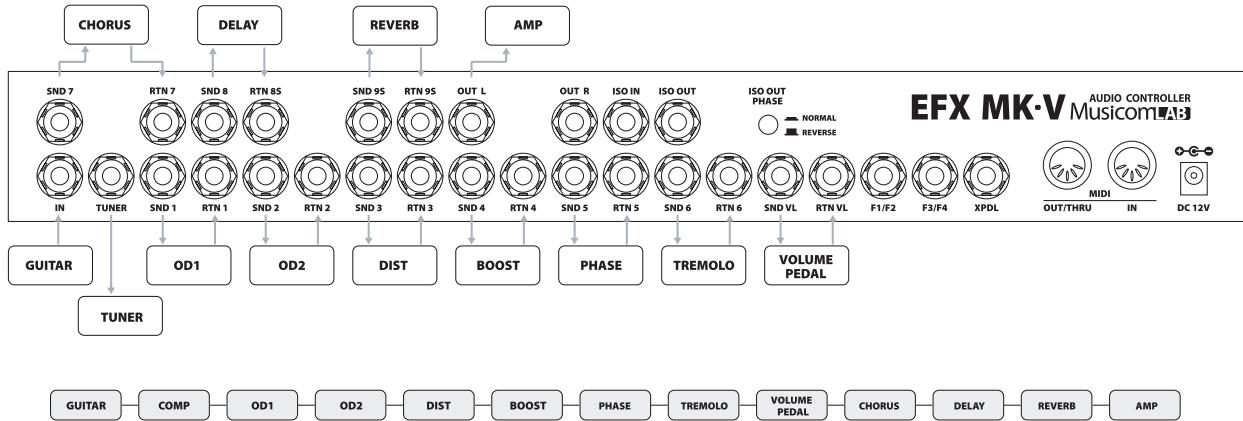 CHORUS DELAY REVERB AMP
SND 7 RTN 7 SND 8 RTN 8S SND 9S RTN 9S OUT L OUT R ISO IN ISO OUT ISO OUT
PHASE
NORMAL
REVERSE
EFX MK·V AUDIO CONTROLLER
MusicomLAB
IN TUNER SND 1 RTN 1 SND 2 RTN 2 SND 3 RTN 3 SND 4 RTN 4 SND 5 RTN 5 SND 6 RTN 6 SND VL RTN VL F1/F2 F3/F4 XPDL
MIDI
OUT/THRU IN DC 12V
GUITAR OD1 OD2 DIST BOOST PHASE TREMOLO VOLUME
PEDAL
TUNER
GUITAR COMP OD1 OD2 DIST BOOST PHASE TREMOLO VOLUME
PEDAL CHORUS DELAY REVERB AMP